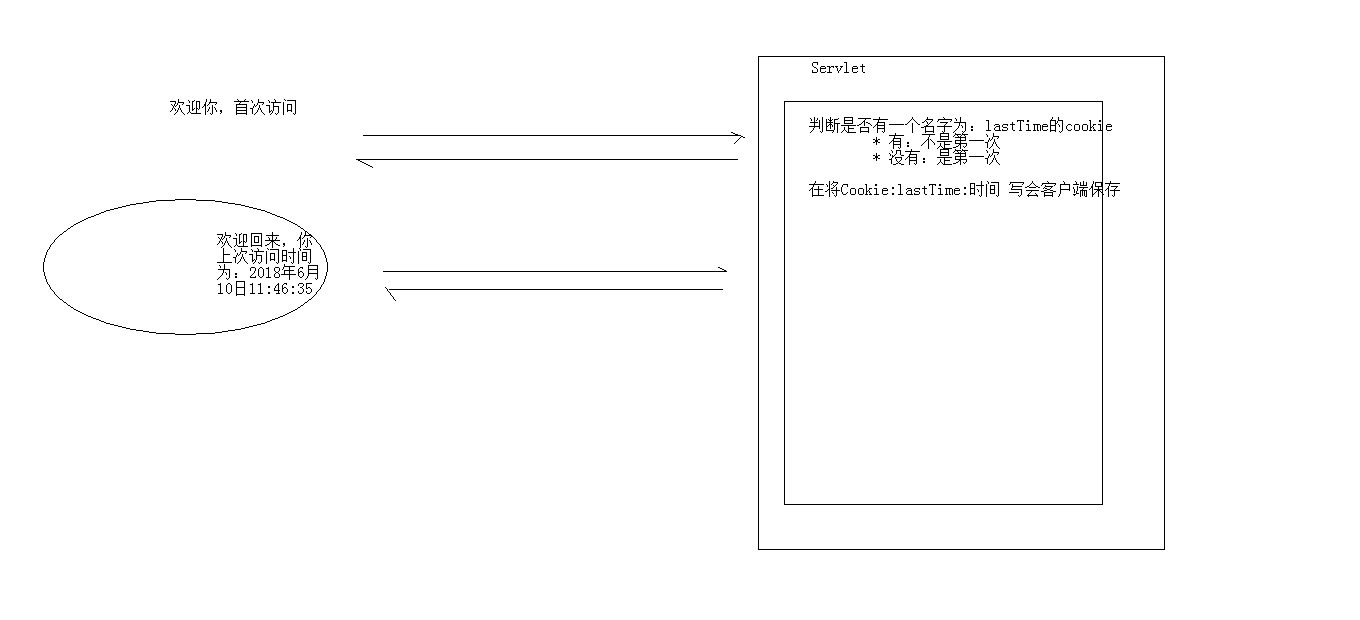 Servlet
欢迎你，首次访问
判断是否有一个名字为：lastTime的cookie
* 有：不是第一次
* 没有：是第一次
在将Cookie:lastTime:时间 写会客户端保存
欢迎回来，你
上次访问时间
为：2018年6月
10日11:46:35